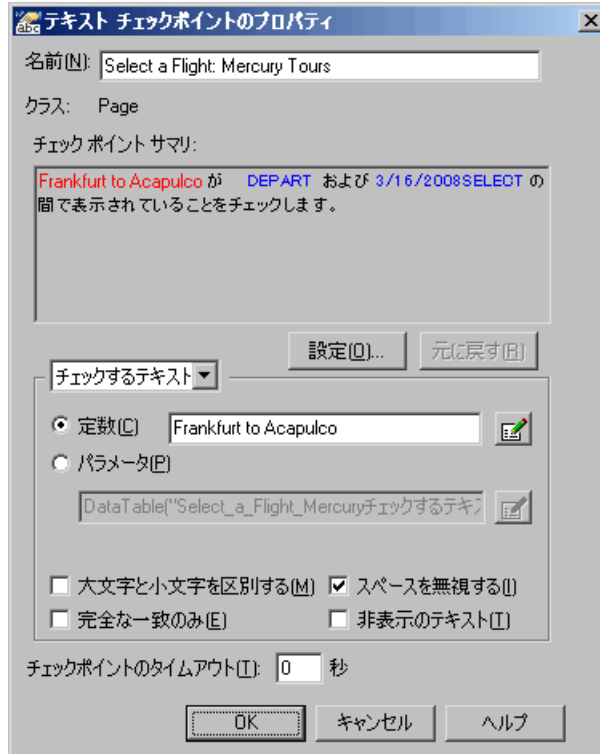 テキスト チェックポイントのプロパティ
名前(N): Select a Flight: Mercury Tours
クラス: Page
チェック ポイント サマリ:
Frankfurt to Acapulco が DEPART および 3/16/2008SELECT の
間で表示されていることをチェックします。
設定(O)... 元に戻す(R)
チェックするテキスト
定数(C) Frankfurt to Acapulco
パラメータ(P)
DataTable("Select_a_Flight_Mercuryチェックするテキス
大文字と小文字を区別する(M) スペースを無視する(I)
完全な一致のみ(E) 非表示のテキスト(T)
チェックポイントのタイムアウト(T): 0 秒
OK キャンセル ヘルプ